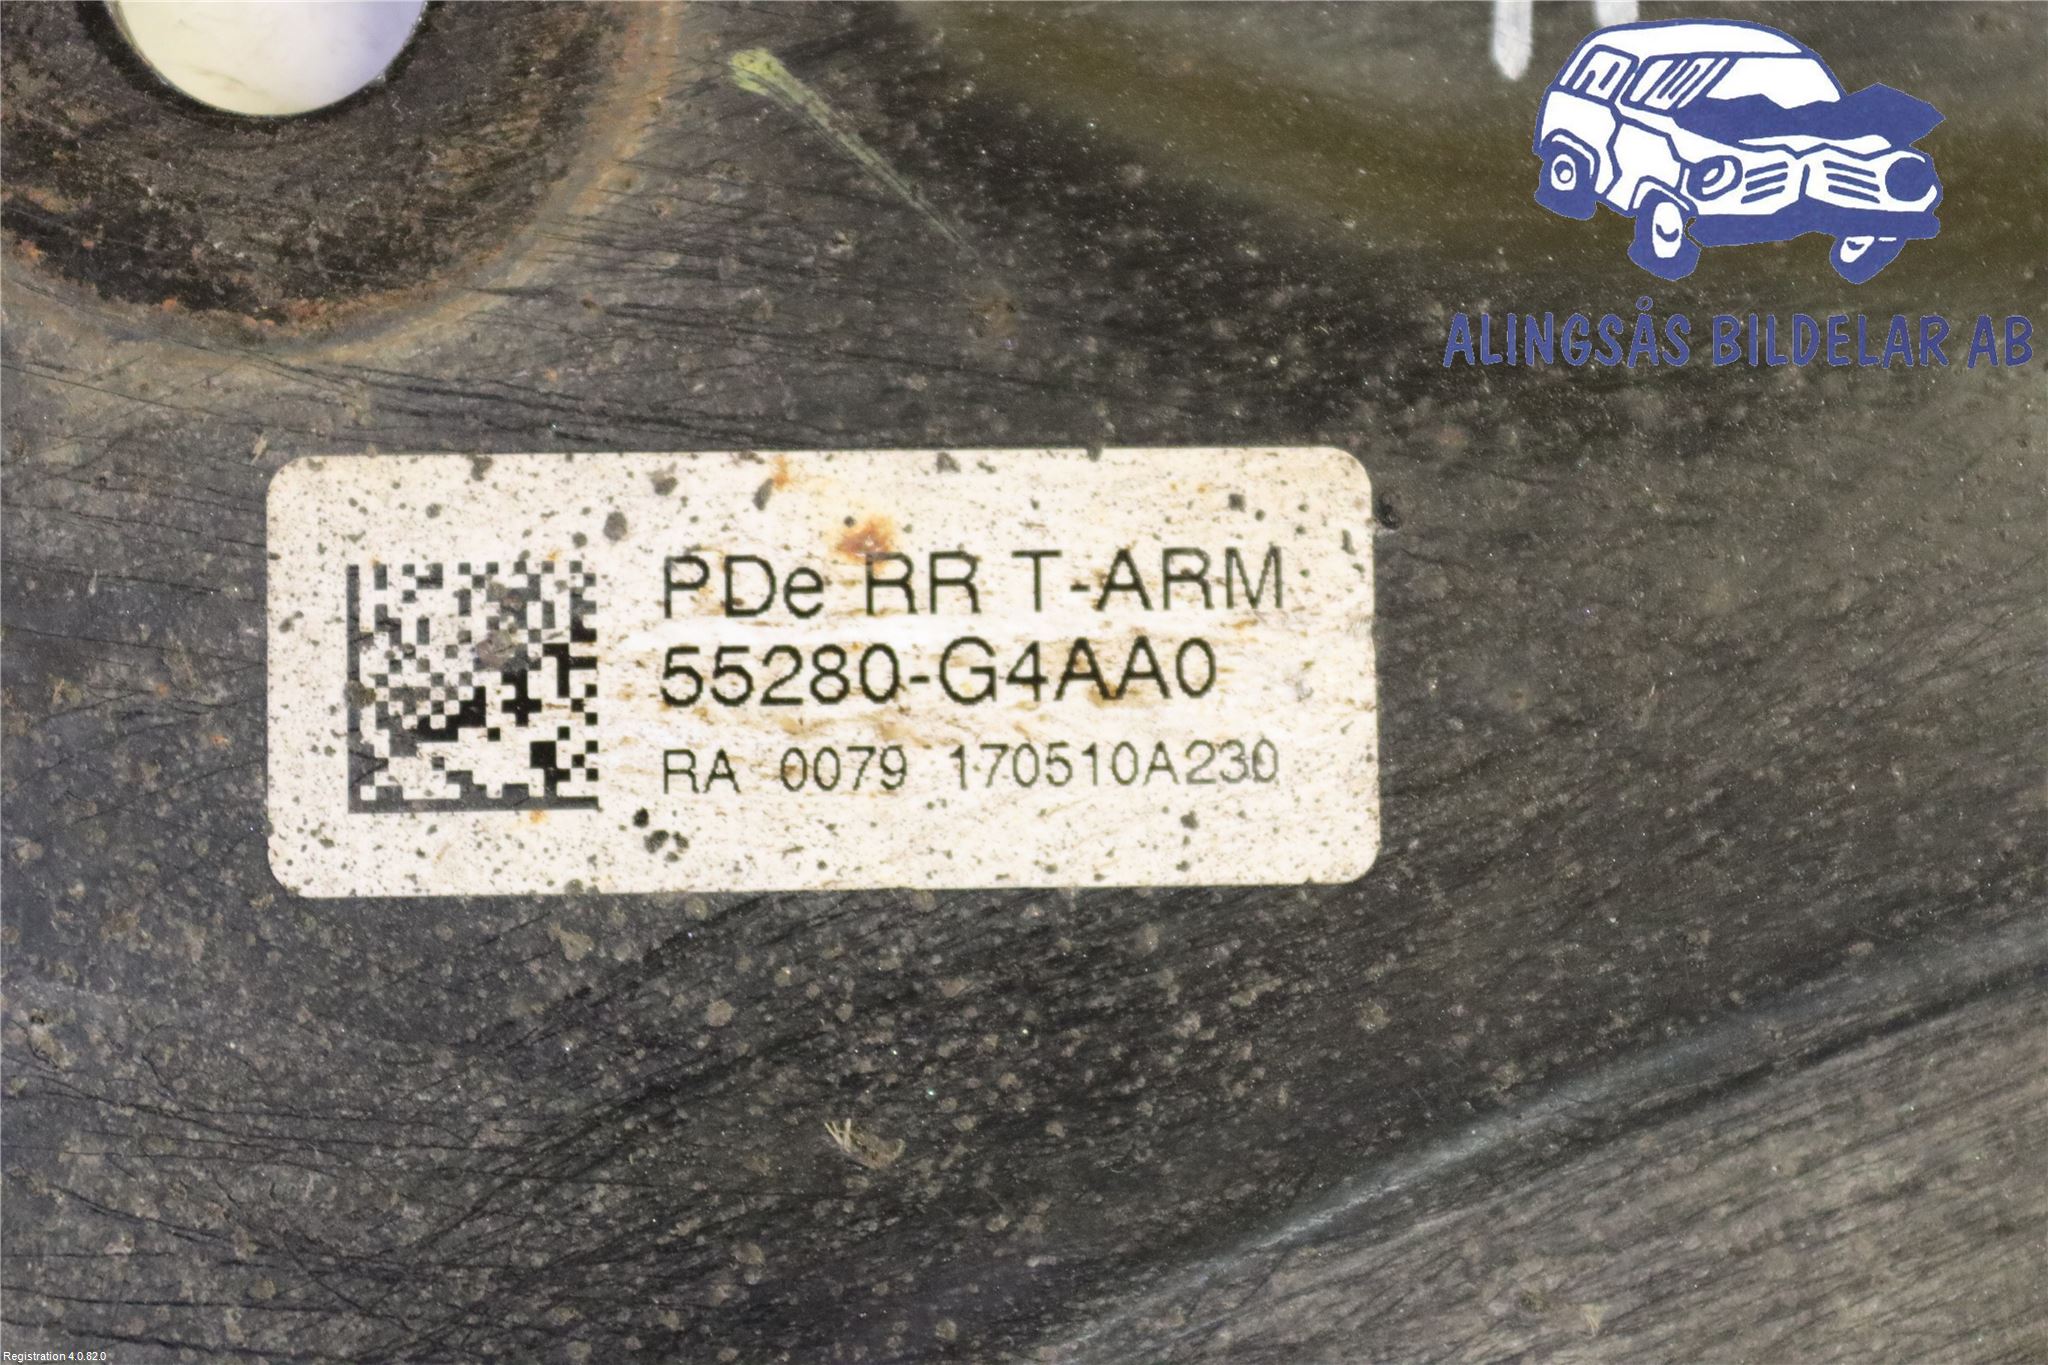 ALINGSÅS BILDELAR AB
PDe RR T-ARM
55280-G4AA0
RA 0079 170510A230
Registration 4.0.82.0